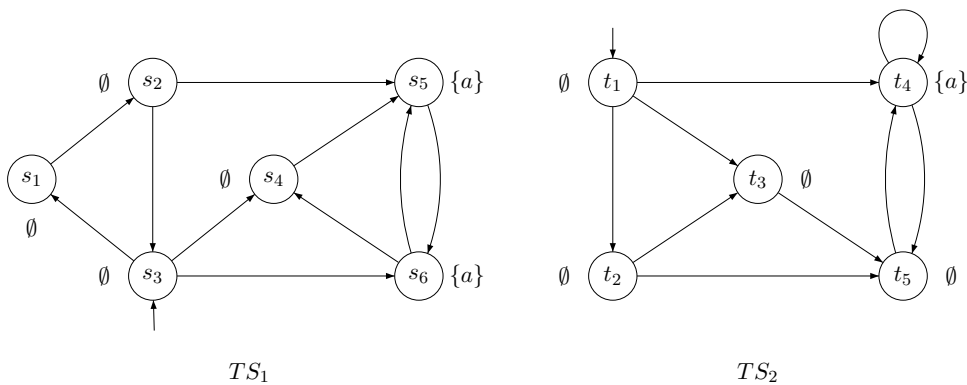 ∅ s₂ s₅ {a} ∅ t₁ t₄ {a}
s₁ ∅ s₄ t₃ ∅
∅
∅ s₃ s₆ {a} ∅ t₂ t₅ ∅
TS₁ TS₂